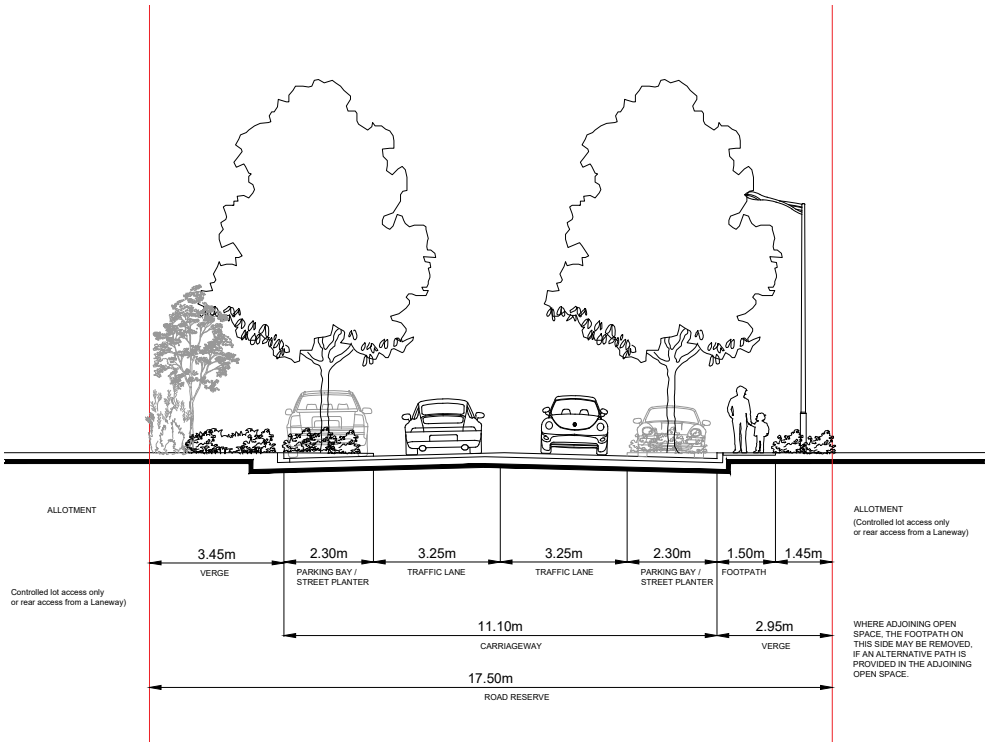 ALLOTMENT
ALLOTMENT
(Controlled lot access only
or rear access from a Laneway)
3.45m
2.30m
3.25m
3.25m
2.30m
1.50m
1.45m
VERGE
PARKING BAY /
STREET PLANTER
TRAFFIC LANE
TRAFFIC LANE
PARKING BAY /
STREET PLANTER
FOOTPATH
Controlled lot access only
or rear access from a Laneway)
11.10m
2.95m
CARRIAGEWAY
VERGE
WHERE ADJOINING OPEN
SPACE, THE FOOTPATH ON
THIS SIDE MAY BE REMOVED,
IF AN ALTERNATIVE PATH IS
PROVIDED IN THE ADJOINING
OPEN SPACE.
17.50m
ROAD RESERVE